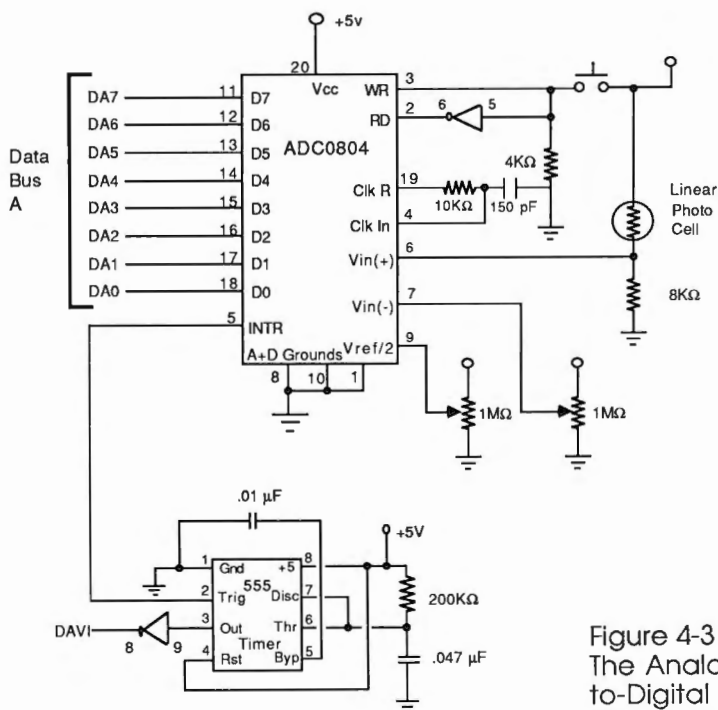 +5v
20
Vcc
ADC0804
Data
Bus
A
DA7
11
D7
DA6
12
D6
DA5
13
D5
DA4
14
D4
DA3
15
D3
DA2
16
D2
DA1
17
D1
DA0
18
D0
5
INTR
A+D Grounds
8
10
1
WR
3
RD
2
6
5
Clk R
19
10KΩ
150 pF
4KΩ
Clk In
4
Vin(+)
6
Vin(-)
7
Vref/2
9
Linear
Photo
Cell
8KΩ
1MΩ
1MΩ
.01 µF
+5V
1
Gnd
+5
8
2
Trig
555
Disc
7
3
Out
Thr
6
Timer
4
Rst
Byp
5
DAVI
8
9
200KΩ
.047 µF
Figure 4-3
The Analo
to-Digital